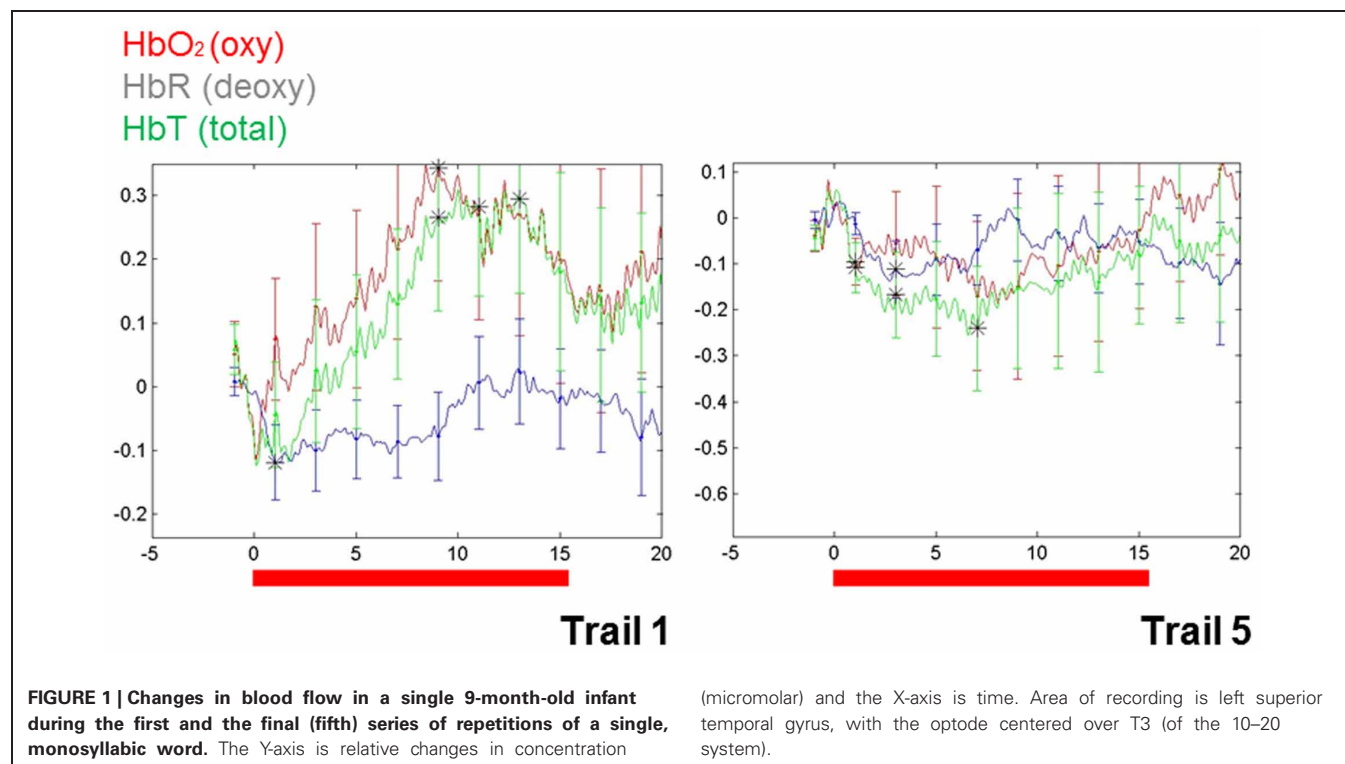 HbO₂ (oxy)
HbR (deoxy)
HbT (total)
0.3
0.2
0.1
0
-0.1
-0.2
-5 0 5 10 15 20
Trail 1
0.1
0
-0.1
-0.2
-0.3
-0.4
-0.5
-0.6
-5 0 5 10 15 20
Trail 5
FIGURE 1 | Changes in blood flow in a single 9-month-old infant
during the first and the final (fifth) series of repetitions of a single,
monosyllabic word. The Y-axis is relative changes in concentration
(micromolar) and the X-axis is time. Area of recording is left superior
temporal gyrus, with the optode centered over T3 (of the 10–20
system).